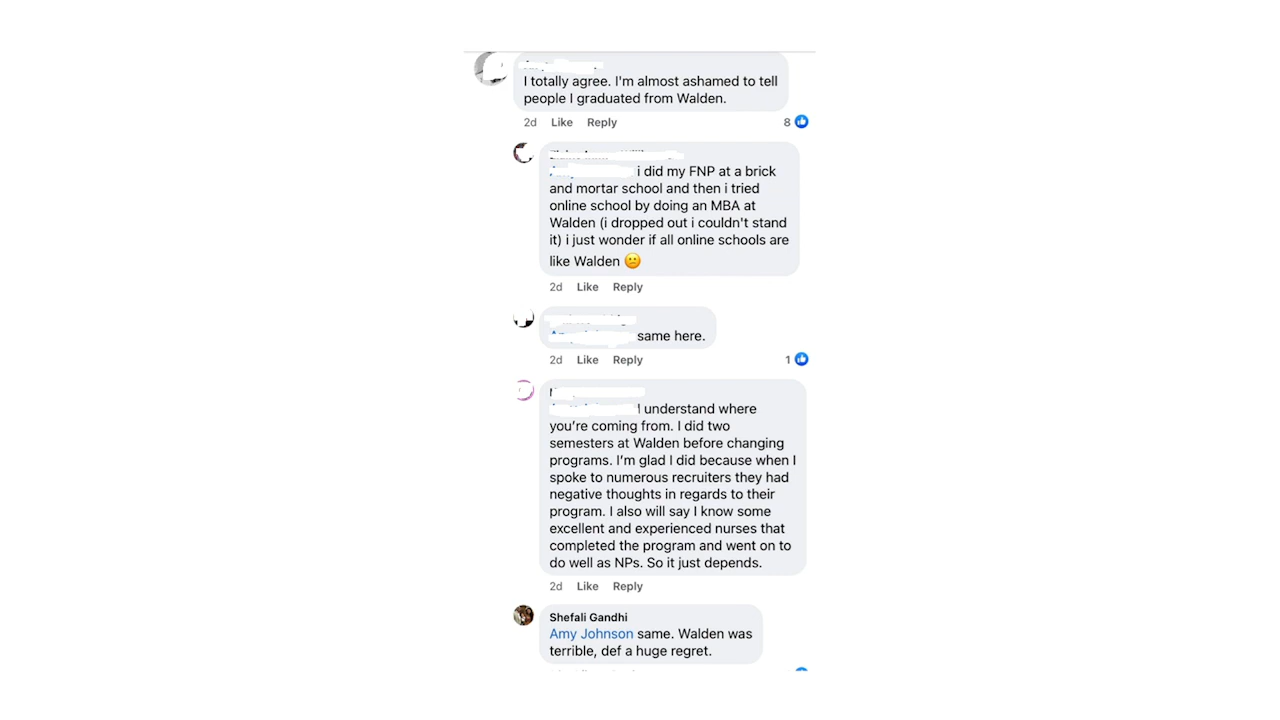 I totally agree. I'm almost ashamed to tell
people I graduated from Walden.
2d Like Reply 8
i did my FNP at a brick
and mortar school and then i tried
online school by doing an MBA at
Walden (i dropped out i couldn't stand
it) i just wonder if all online schools are
like Walden 😕
2d Like Reply
same here.
2d Like Reply 1
I understand where
you're coming from. I did two
semesters at Walden before changing
programs. I'm glad I did because when I
spoke to numerous recruiters they had
negative thoughts in regards to their
program. I also will say I know some
excellent and experienced nurses that
completed the program and went on to
do well as NPs. So it just depends.
2d Like Reply
Shefali Gandhi
Amy Johnson same. Walden was
terrible, def a huge regret.